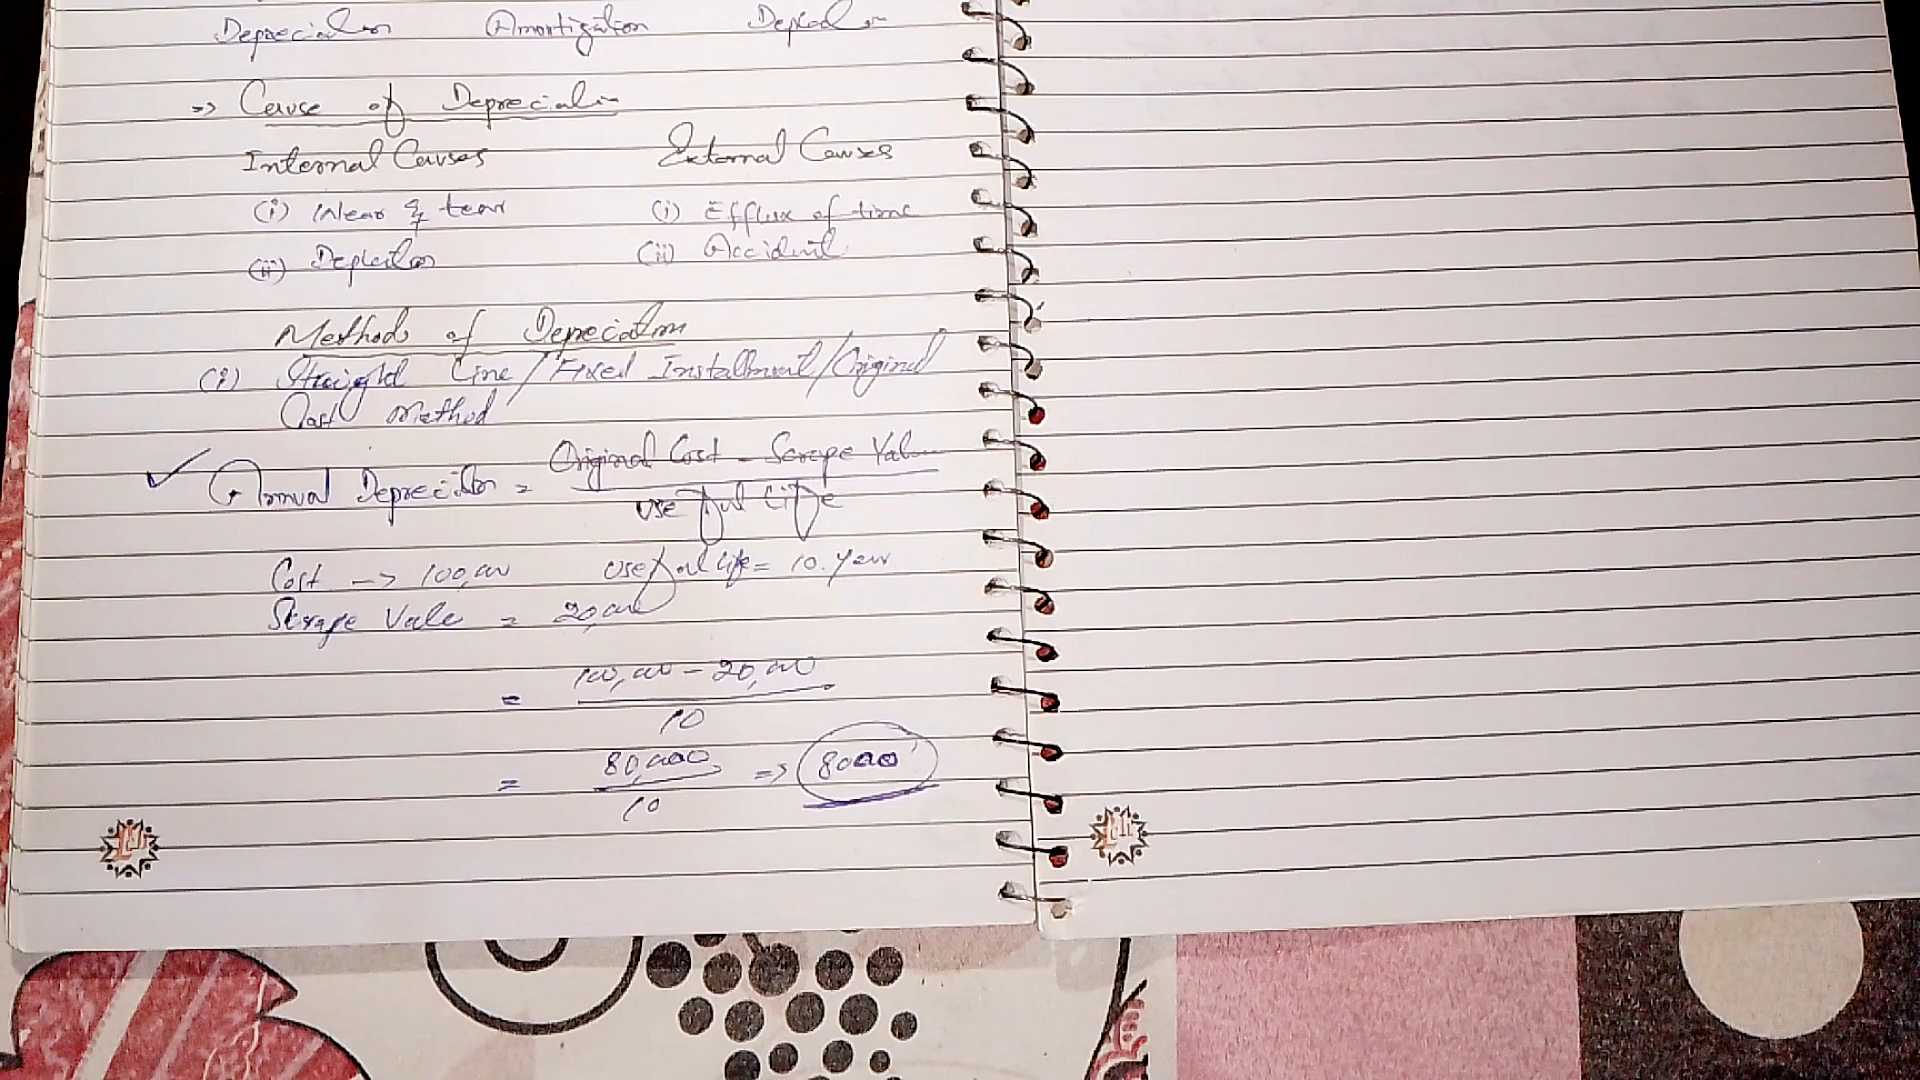 Depreciation Amortization Depletion
=> Cause of Depreciation
Internal Causes External Causes
(i) Wear & tear (i) Efflux of time
(ii) Depletion (ii) Accident
Methods of Depreciation
(i) Straight Line/Fixed Installment/Original
Cost Method
✓ Annual Depreciation = Original Cost - Scrape Value
useful life
Cost -> 100,000 useful life = 10 year
Scrape Vale = 20,000
= 100,000 - 20,000
10
= 80,000 => 8000
10